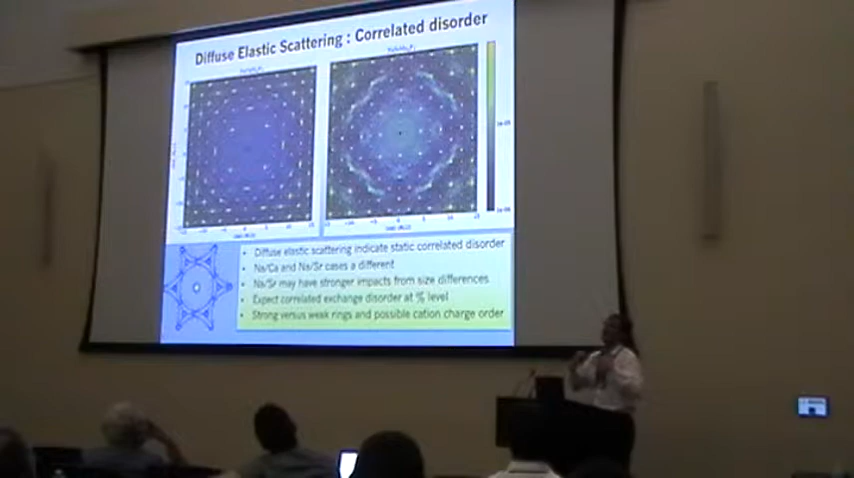 Diffuse Elastic Scattering : Correlated disorder
• Diffuse elastic scattering indicate static correlated disorder
• Na/Ca and Na/Sr cases a different
• Na/Sr may have stronger impacts from size differences
• Expect correlated exchange disorder at % level
• Strong versus weak rings and possible cation charge order